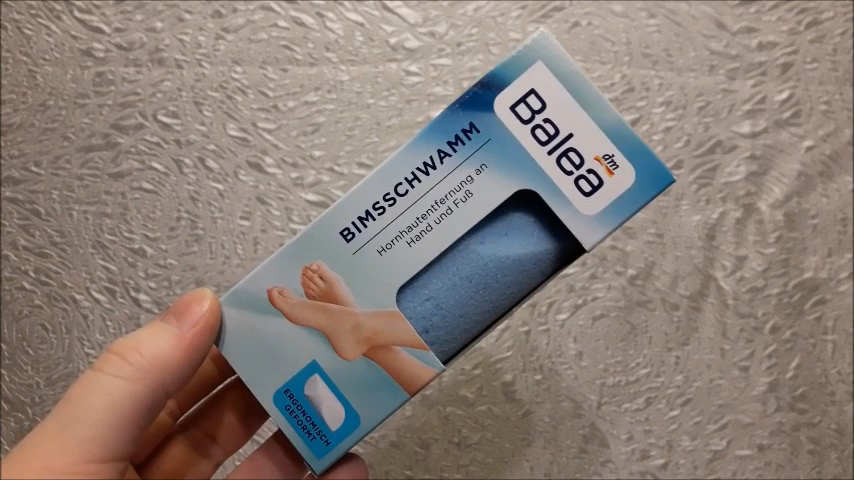 Balea
dm
BIMSSCHWAMM
Hornhautentfernung an
Hand und Fuß
ERGONOMISCH
GEFORMT